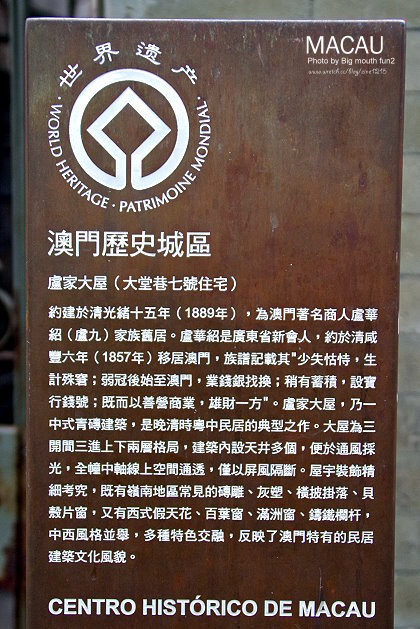 MACAU
Photo by Big mouth fun2
www.wretch.cc/blog/zinc1215
世界遗产
· WORLD HERITAGE · PATRIMOINE MONDIAL
澳門歷史城區
盧家大屋（大堂巷七號住宅）
約建於清光緒十五年（1889年），為澳門著名商人盧華
紹（盧九）家族舊居。盧華紹是廣東省新會人，約於清咸
豐六年（1857年）移居澳門，族譜記載其"少失怙恃，生
計殊窘；弱冠後始至澳門，業錢銀找換；稍有蓄積，設寶
行錢號；既而以善營商業，雄財一方"。盧家大屋，乃一
中式青磚建築，是晚清時粵中民居的典型之作。大屋為三
開間三進上下兩層格局，建築內設天井多個，便於通風採
光，全幢中軸線上空間通透，僅以屏風隔斷。屋宇裝飾精
細考究，既有嶺南地區常見的磚雕、灰塑、橫披掛落、貝
殼片窗，又有西式假天花、百葉窗、滿洲窗、鑄鐵欄杆，
中西風格並舉，多種特色交融，反映了澳門特有的民居
建築文化風貌。
CENTRO HISTÓRICO DE MACAU